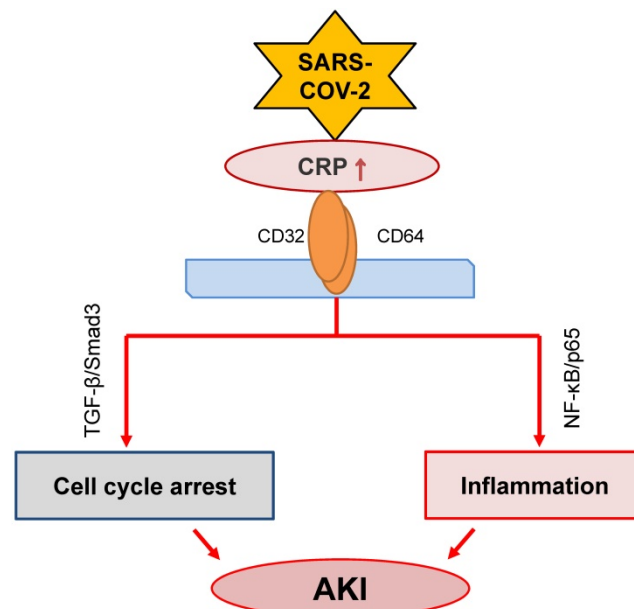 SARS-
COV-2
CRP ↑
CD32
CD64
TGF-β/Smad3
NF-κB/p65
Cell cycle arrest
Inflammation
AKI